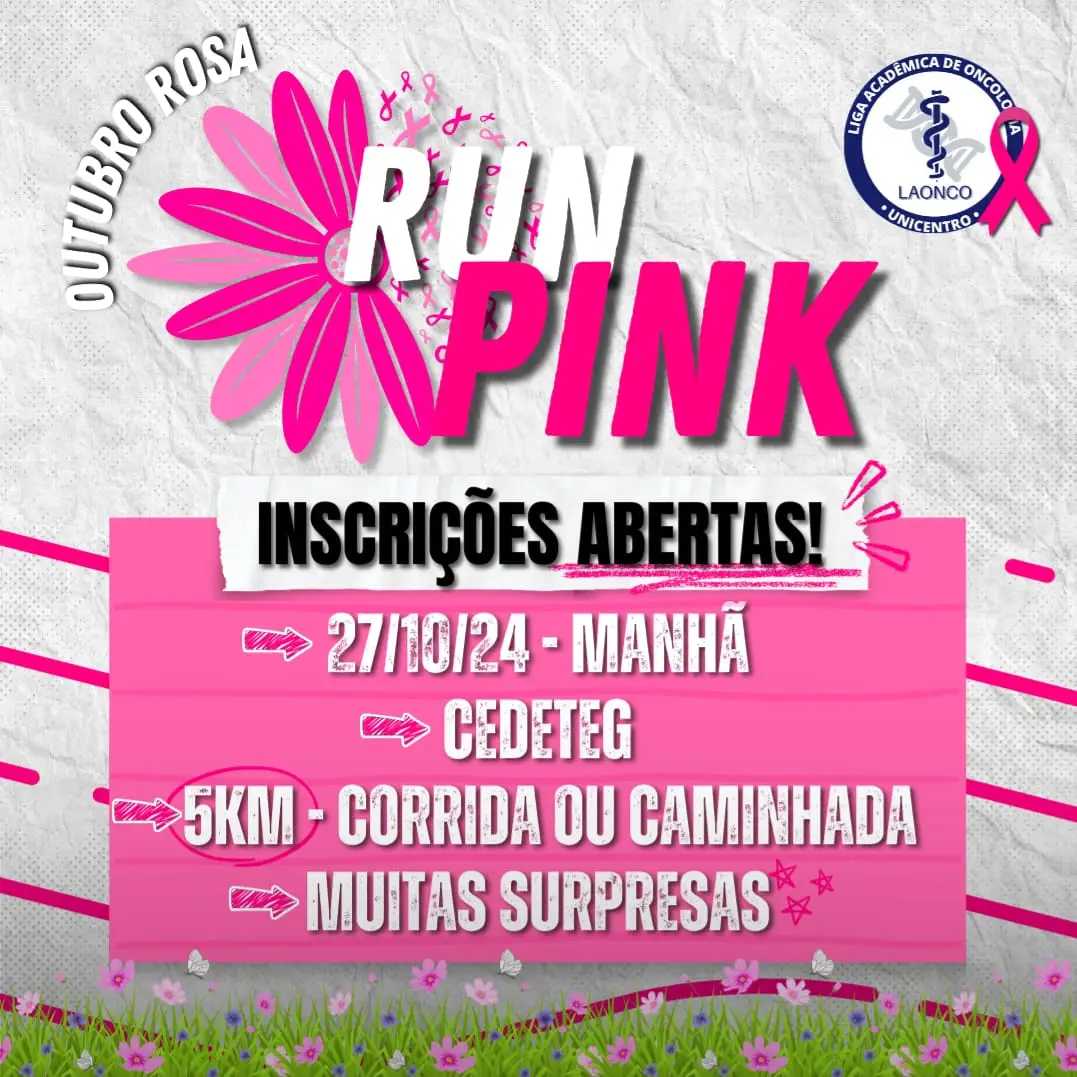 OUTUBRO ROSA
RUN
PINK
LIGA ACADÊMICA DE ONCOLOGIA
LAONCO
• UNICENTRO •
INSCRIÇÕES ABERTAS!
27/10/24 - MANHÃ
CEDETEG
5KM - CORRIDA OU CAMINHADA
MUITAS SURPRESAS